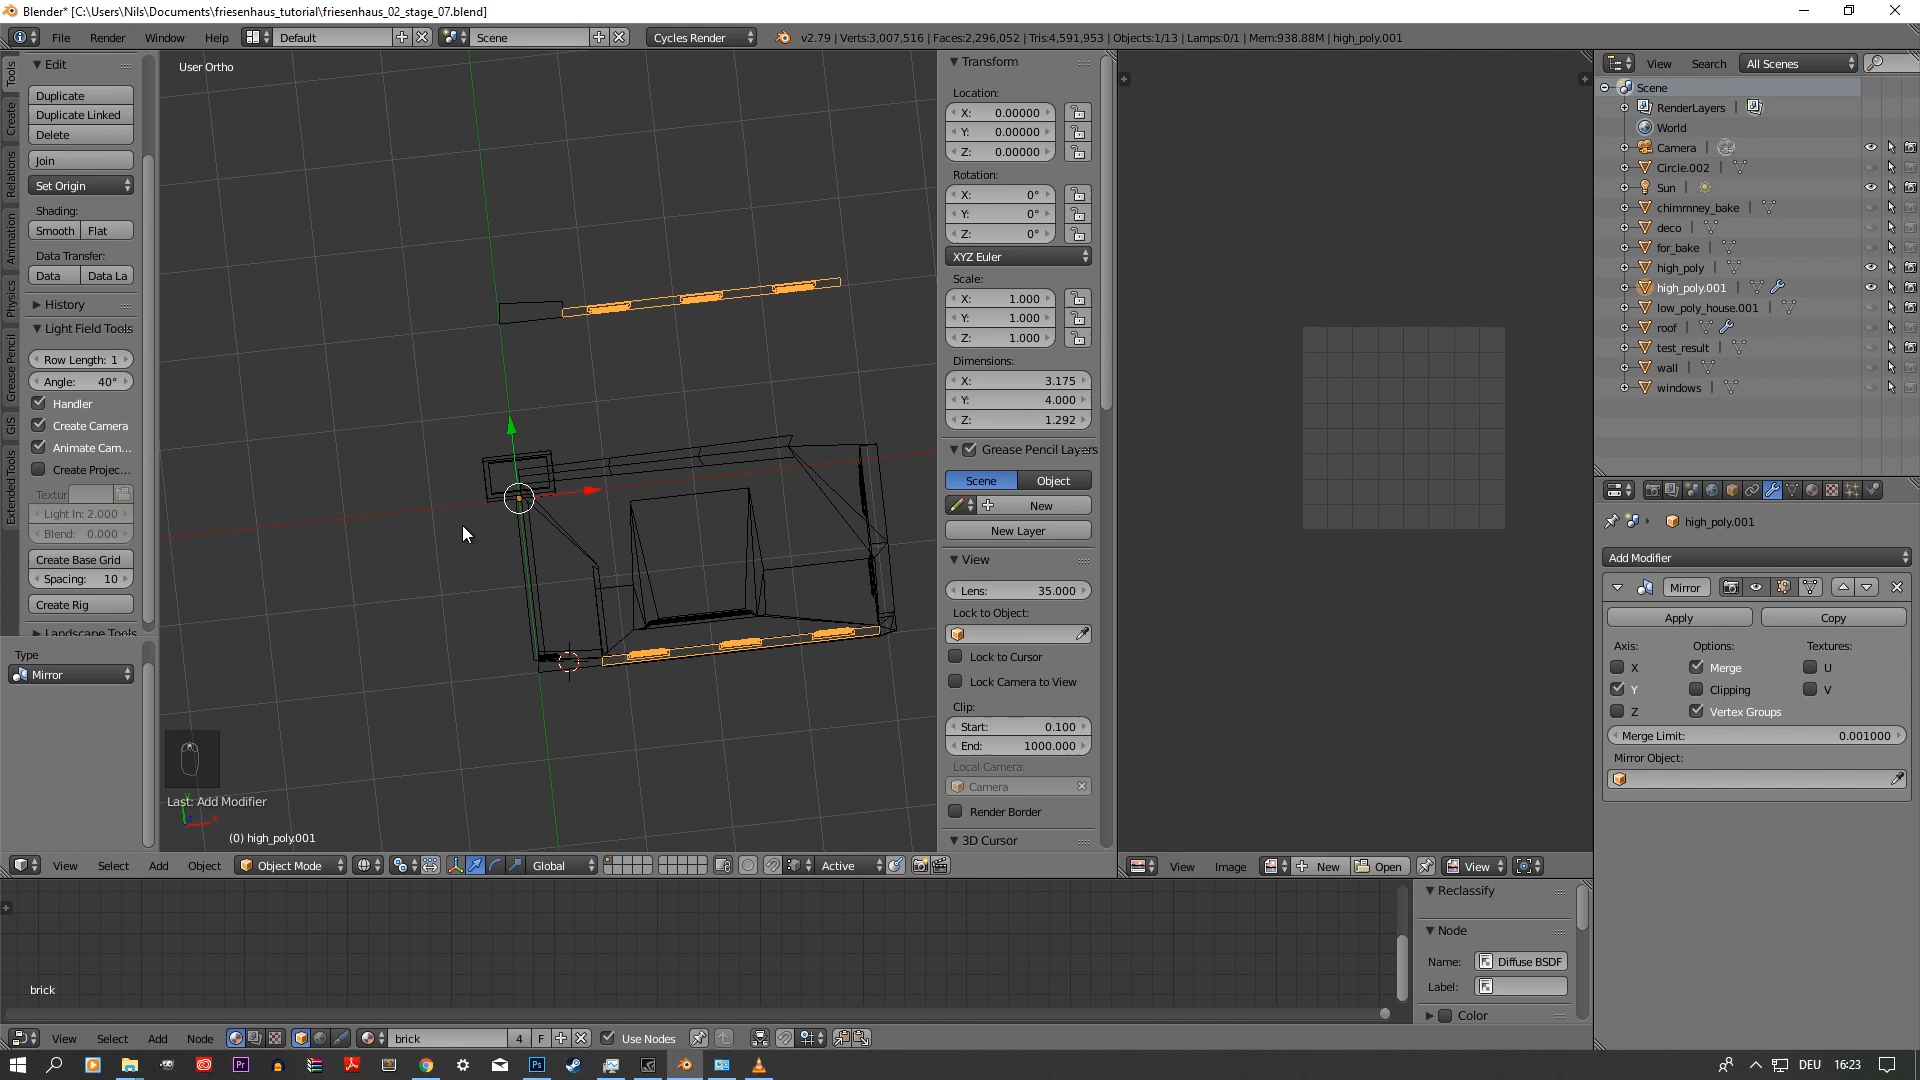 Blender* [C:\Users\Nils\Documents\friesenhaus_tutorial\friesenhaus_02_stage_07.blend]
File Render Window Help Default Scene Cycles Render v2.79 | Verts:3,007,516 | Faces:2,296,052 | Tris:4,591,953 | Objects:1/13 | Lamps:0/1 | Mem:938.88M | high_poly.001
Tools
Create
Relations
Animation
Physics
Grease Pencil
GIS
Extended Tools
Edit
Duplicate
Duplicate Linked
Delete
Join
Set Origin
Shading:
Smooth Flat
Data Transfer:
Data Data La
History
Light Field Tools
Row Length: 1
Angle: 40°
Handler
Create Camera
Animate Cam...
Create Projec...
Textur
Light In: 2.000
Blend: 0.000
Create Base Grid
Spacing: 10
Create Rig
Landscape Tools
Type
Mirror
User Ortho
Last: Add Modifier
(0) high_poly.001
Transform
Location:
X: 0.00000
Y: 0.00000
Z: 0.00000
Rotation:
X: 0°
Y: 0°
Z: 0°
XYZ Euler
Scale:
X: 1.000
Y: 1.000
Z: 1.000
Dimensions:
X: 3.175
Y: 4.000
Z: 1.292
Grease Pencil Layers
Scene Object
New
New Layer
View
Lens: 35.000
Lock to Object:
Lock to Cursor
Lock Camera to View
Clip:
Start: 0.100
End: 1000.000
Local Camera:
Camera
Render Border
3D Cursor
View Select Add Object Object Mode Global Active
View Image New Open View
View Search All Scenes
Scene
RenderLayers |
World
Camera |
Circle.002 |
Sun |
chimmney_bake |
deco |
for_bake |
high_poly |
high_poly.001 |
low_poly_house.001 |
roof |
test_result |
wall |
windows |
high_poly.001
Add Modifier
Mirror
Apply Copy
Axis: Options: Textures:
X Merge U
Y Clipping V
Z Vertex Groups
Merge Limit: 0.001000
Mirror Object:
brick
Reclassify
Node
Name: Diffuse BSDF
Label:
Color
View Select Add Node brick 4 F Use Nodes
DEU 16:23